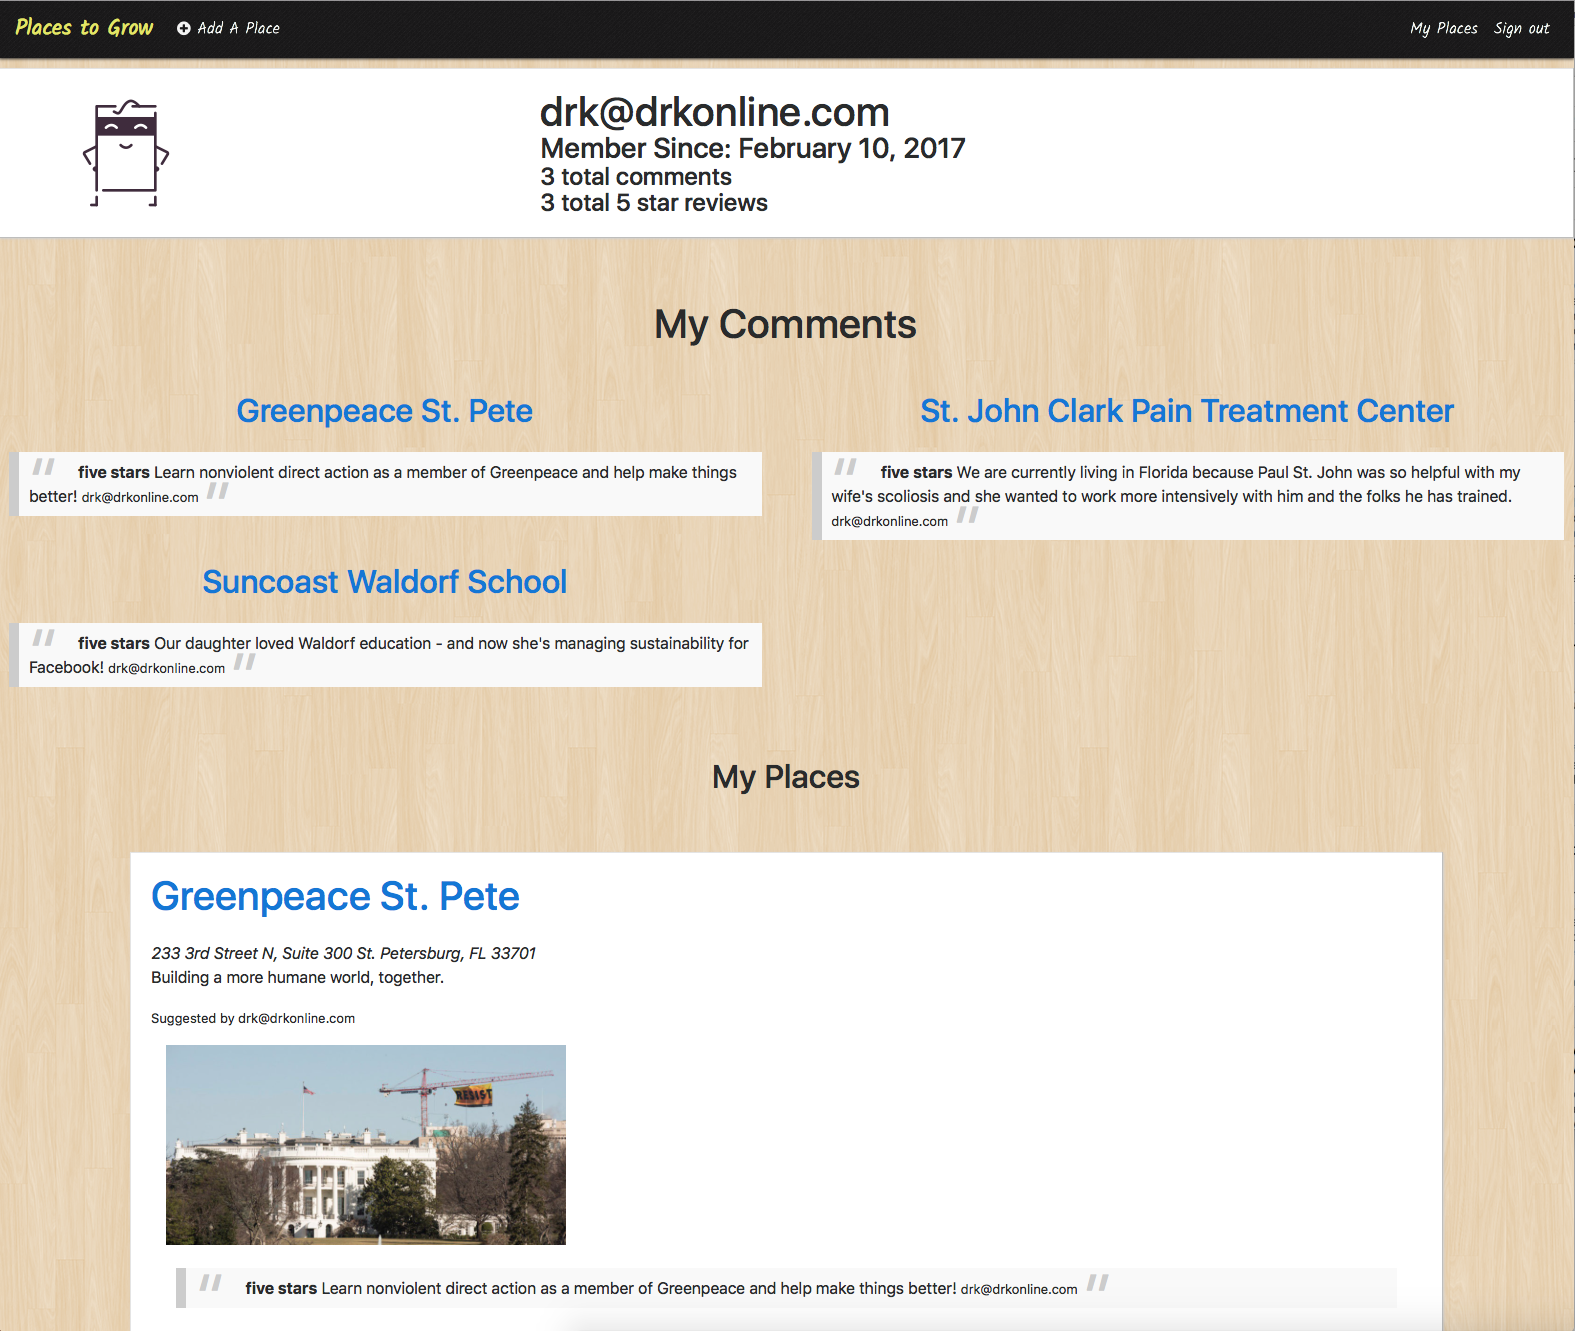 Places to Grow Add A Place My Places Sign out
drk@drkonline.com
Member Since: February 10, 2017
3 total comments
3 total 5 star reviews
My Comments
Greenpeace St. Pete
" five stars Learn nonviolent direct action as a member of Greenpeace and help make things
better! drk@drkonline.com "
St. John Clark Pain Treatment Center
" five stars We are currently living in Florida because Paul St. John was so helpful with my
wife's scoliosis and she wanted to work more intensively with him and the folks he has trained.
drk@drkonline.com "
Suncoast Waldorf School
" five stars Our daughter loved Waldorf education - and now she's managing sustainability for
Facebook! drk@drkonline.com "
My Places
Greenpeace St. Pete
233 3rd Street N, Suite 300 St. Petersburg, FL 33701
Building a more humane world, together.
Suggested by drk@drkonline.com
RESIST
" five stars Learn nonviolent direct action as a member of Greenpeace and help make things better! drk@drkonline.com "